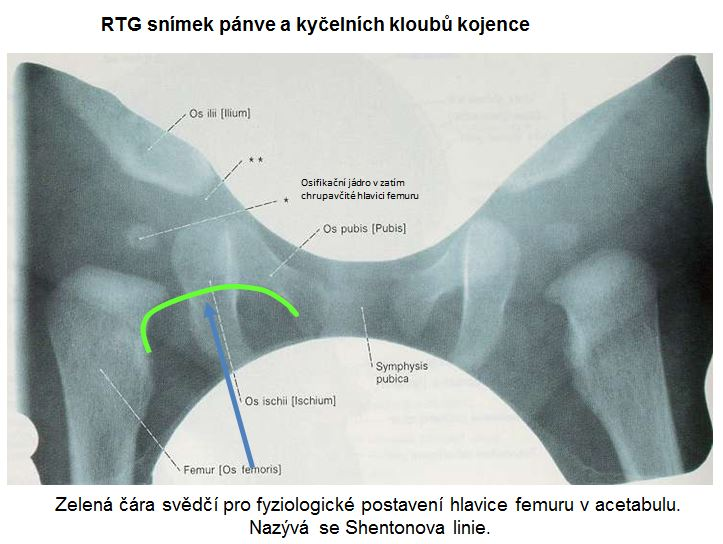 RTG snímek pánve a kyčelních kloubů kojence
Os ilii [Ilium]
* *
Osifikační jádro v zatím
chrupavčité hlavici femuru
*
Os pubis [Pubis]
Symphysis
pubica
Os ischii [Ischium]
Femur [Os femoris]
Zelená čára svědčí pro fyziologické postavení hlavice femuru v acetabulu.
Nazývá se Shentonova linie.